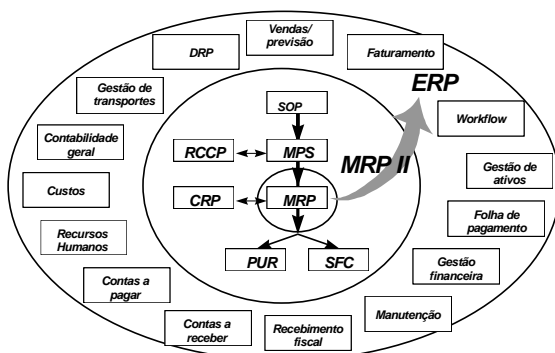 Vendas/
previsão
DRP
Faturamento
ERP
Gestão de
transportes
Workflow
SOP
Contabilidade
geral
RCCP
MPS
MRP II
Gestão
de
ativos
Custos
CRP
MRP
Folha de
pagamento
Recursos
Humanos
PUR
SFC
Gestão
financeira
Contas a
pagar
Manutenção
Contas a
receber
Recebimento
fiscal